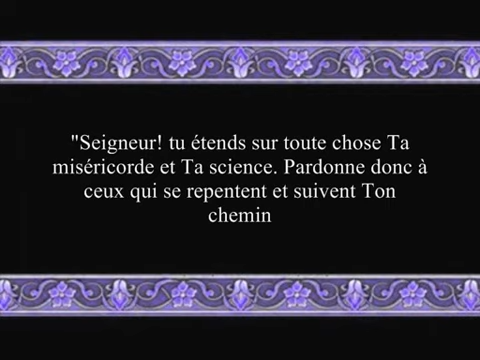 "Seigneur! tu étends sur toute chose Ta
miséricorde et Ta science. Pardonne donc à
ceux qui se repentent et suivent Ton
chemin